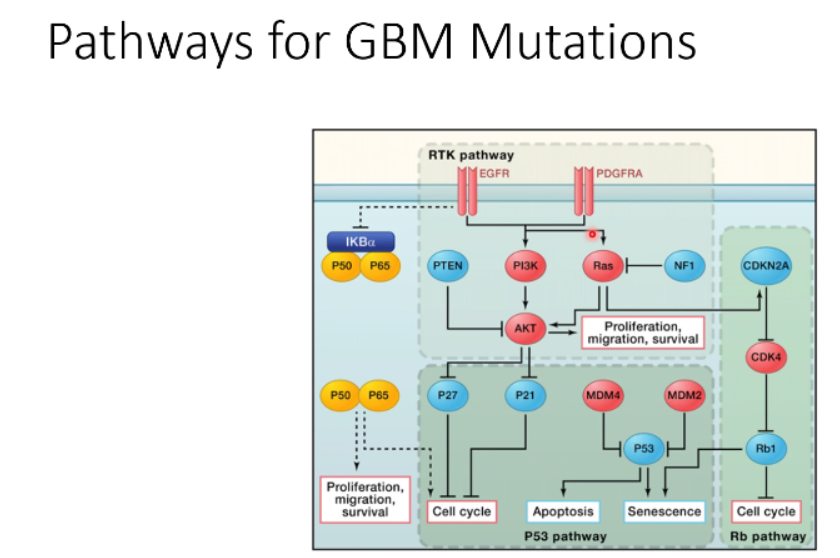 Pathways for GBM Mutations
RTK pathway
EGFR
PDGFRA
IKBα
P50
P65
PTEN
PI3K
Ras
NF1
CDKN2A
AKT
Proliferation,
migration, survival
CDK4
P50
P65
P27
P21
MDM4
MDM2
P53
Rb1
Proliferation,
migration,
survival
Cell cycle
Apoptosis
Senescence
Cell cycle
P53 pathway
Rb pathway